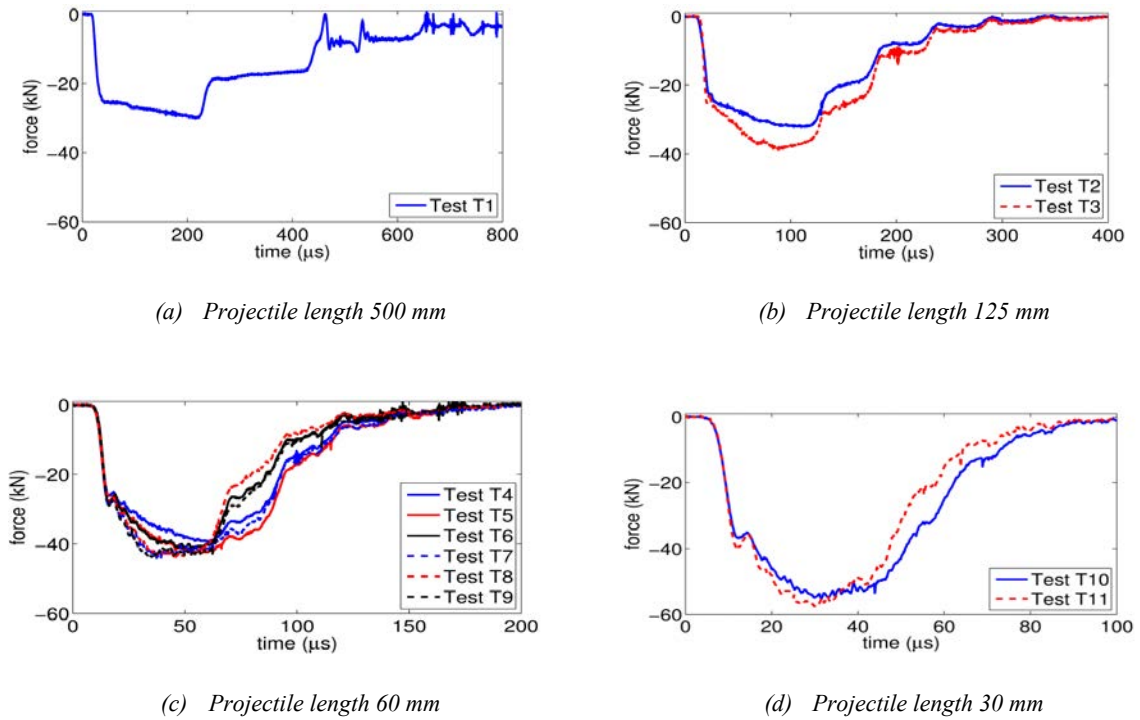 0
−20
−40
−60
force (kN)
0 200 400 600 800
time (μs)
Test T1
(a) Projectile length 500 mm
0
−20
−40
−60
force (kN)
0 100 200 300 400
time (μs)
Test T2
Test T3
(b) Projectile length 125 mm
0
−20
−40
−60
force (kN)
0 50 100 150 200
time (μs)
Test T4
Test T5
Test T6
Test T7
Test T8
Test T9
(c) Projectile length 60 mm
0
−20
−40
−60
force (kN)
0 20 40 60 80 100
time (μs)
Test T10
Test T11
(d) Projectile length 30 mm